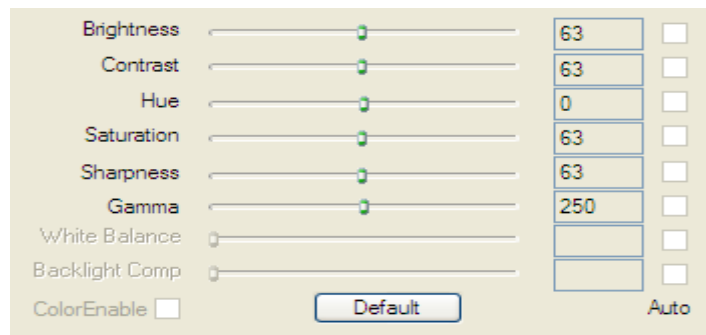 Brightness 63
Contrast 63
Hue 0
Saturation 63
Sharpness 63
Gamma 250
White Balance
Backlight Comp
ColorEnable Default Auto